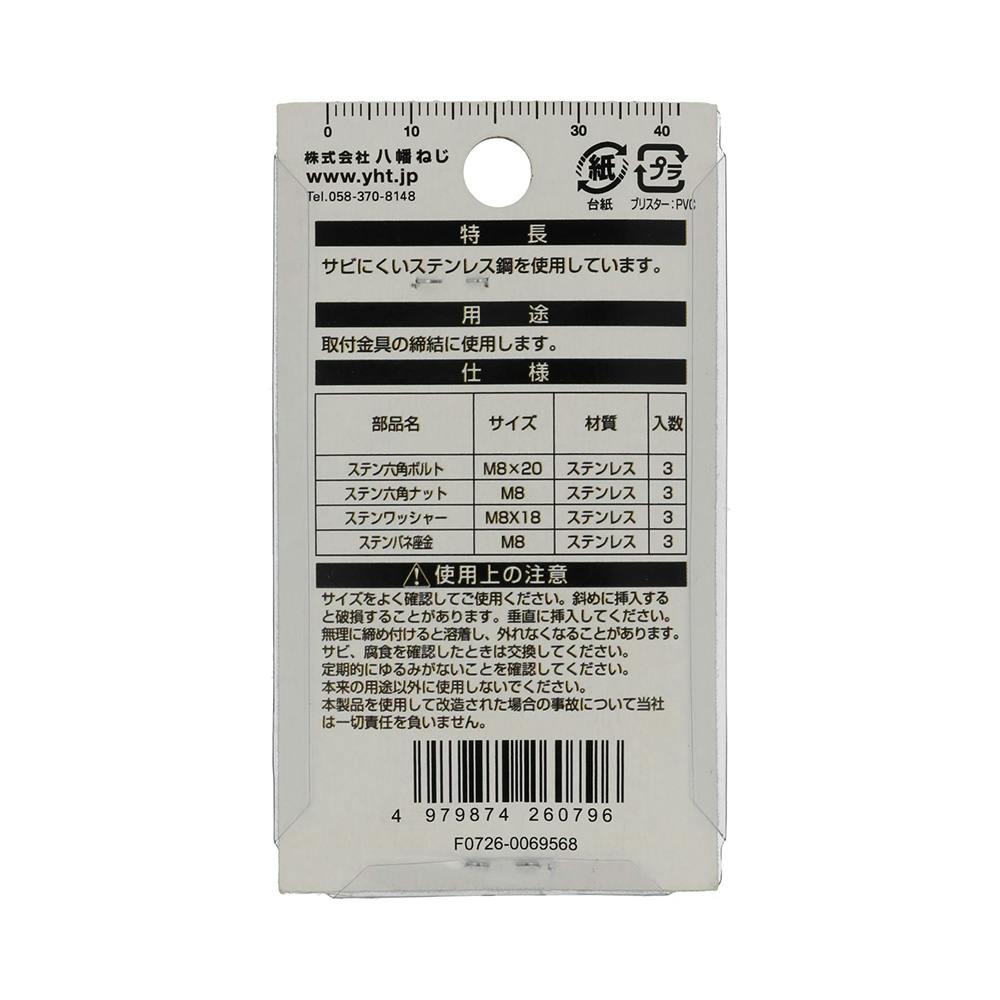 0 10 30 40
株式会社 八幡ねじ
www.yht.jp
Tel.058-370-8148
紙
台紙
プラ
ブリスター:PVC
特 長
サビにくいステンレス鋼を使用しています。
用 途
取付金具の締結に使用します。
仕 様
部品名 サイズ 材質 入数
ステン六角ボルト M8×20 ステンレス 3
ステン六角ナット M8 ステンレス 3
ステンワッシャー M8X18 ステンレス 3
ステンバネ座金 M8 ステンレス 3
使用上の注意
サイズをよく確認してご使用ください。斜めに挿入する
と破損することがあります。垂直に挿入してください。
無理に締め付けると溶着し、外れなくなることがあります。
サビ、腐食を確認したときは交換してください。
定期的にゆるみがないことを確認してください。
本来の用途以外に使用しないでください。
本製品を使用して改造された場合の事故について当社
は一切責任を負いません。
4 979874 260796
F0726-0069568